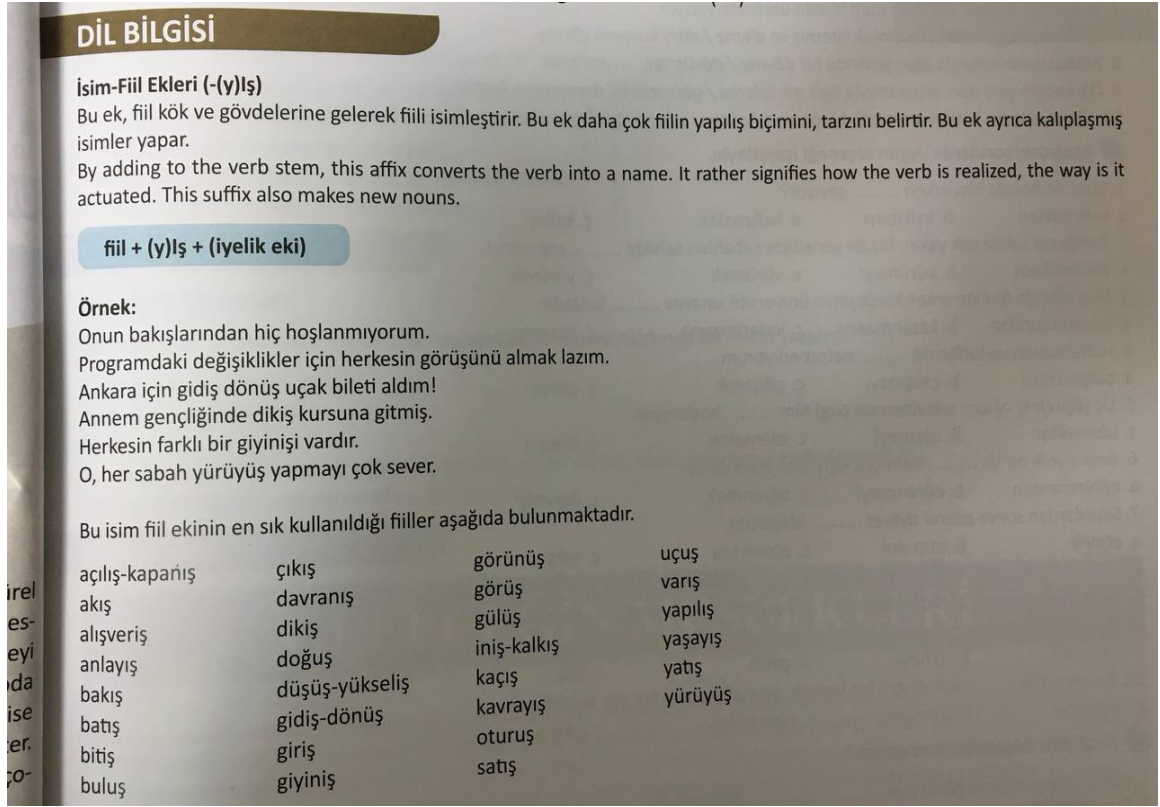 DİL BİLGİSİ
İsim-Fiil Ekleri (-(y)Iş)
Bu ek, fiil kök ve gövdelerine gelerek fiili isimleştirir. Bu ek daha çok fiilin yapılış biçimini, tarzını belirtir. Bu ek ayrıca kalıplaşmış
isimler yapar.
By adding to the verb stem, this affix converts the verb into a name. It rather signifies how the verb is realized, the way is it
actuated. This suffix also makes new nouns.
fiil + (y)Iş + (iyelik eki)
Örnek:
Onun bakışlarından hiç hoşlanmıyorum.
Programdaki değişiklikler için herkesin görüşünü almak lazım.
Ankara için gidiş dönüş uçak bileti aldım!
Annem gençliğinde dikiş kursuna gitmiş.
Herkesin farklı bir giyinişi vardır.
O, her sabah yürüyüş yapmayı çok sever.
Bu isim fiil ekinin en sık kullanıldığı fiiller aşağıda bulunmaktadır.
açılış-kapanış
akış
alışveriş
anlayış
bakış
batış
bitiş
buluş
çıkış
davranış
dikiş
doğuş
düşüş-yükseliş
gidiş-dönüş
giriş
giyiniş
görünüş
görüş
gülüş
iniş-kalkış
kaçış
kavrayış
oturuş
satış
uçuş
varış
yapılış
yaşayış
yatış
yürüyüş